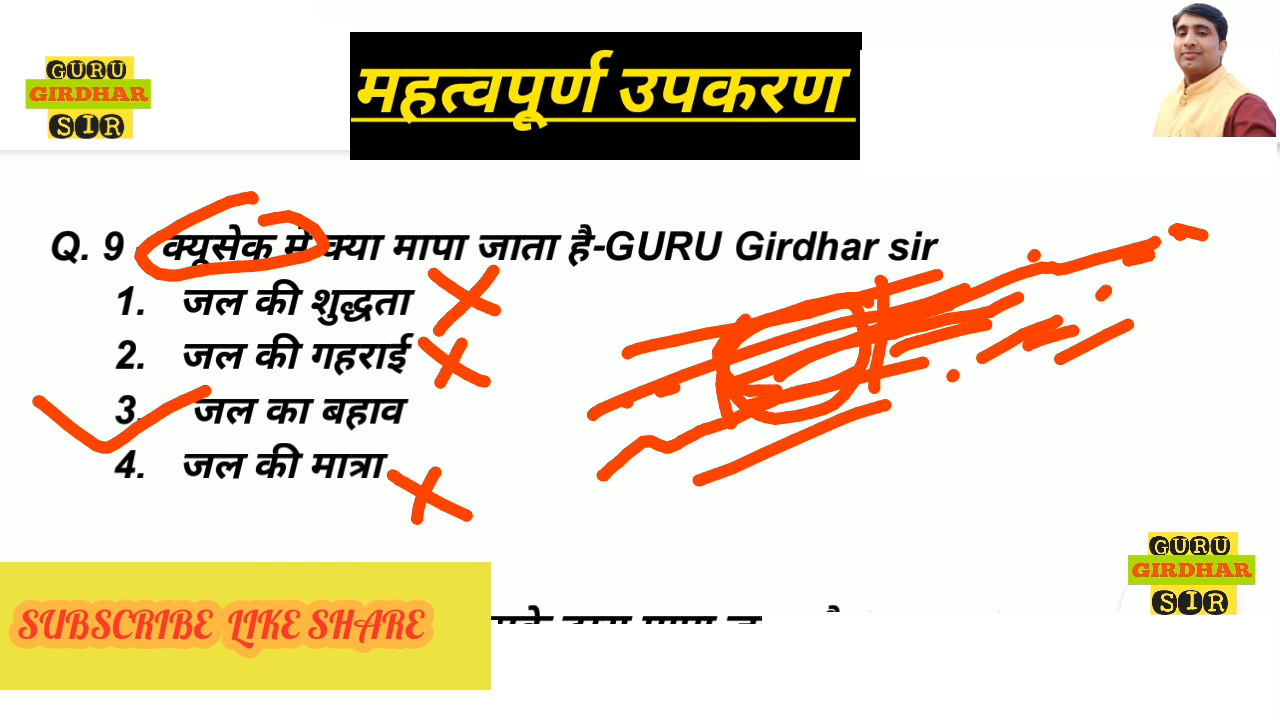 GURU
GIRDHAR
SIR
महत्वपूर्ण उपकरण
Q. 9 क्यूसेक में क्या मापा जाता है-GURU Girdhar sir
1. जल की शुद्धता
2. जल की गहराई
3. जल का बहाव
4. जल की मात्रा
GURU
GIRDHAR
SIR
SUBSCRIBE LIKE SHARE